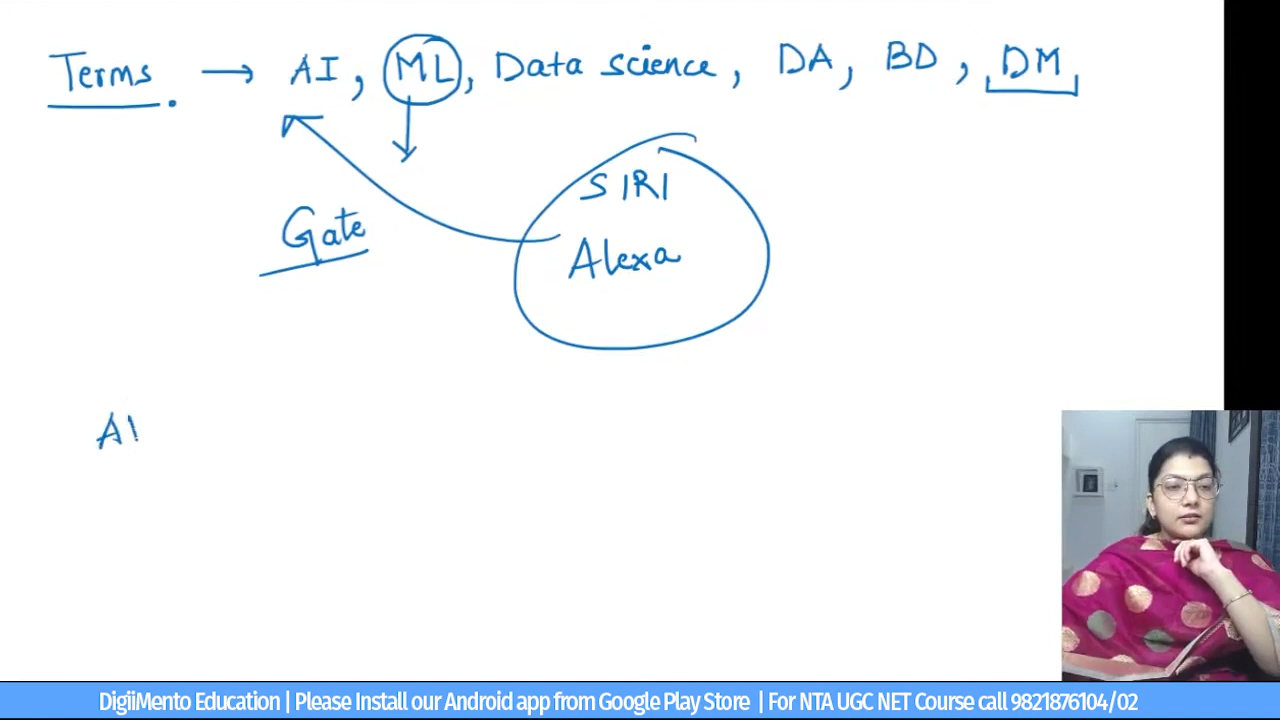 Terms. → AI, ML, Data science, DA, BD, DM
SIRI
Gate
Alexa
AI
DigiiMento Education | Please Install our Android app from Google Play Store | For NTA UGC NET Course call 9821876104/02